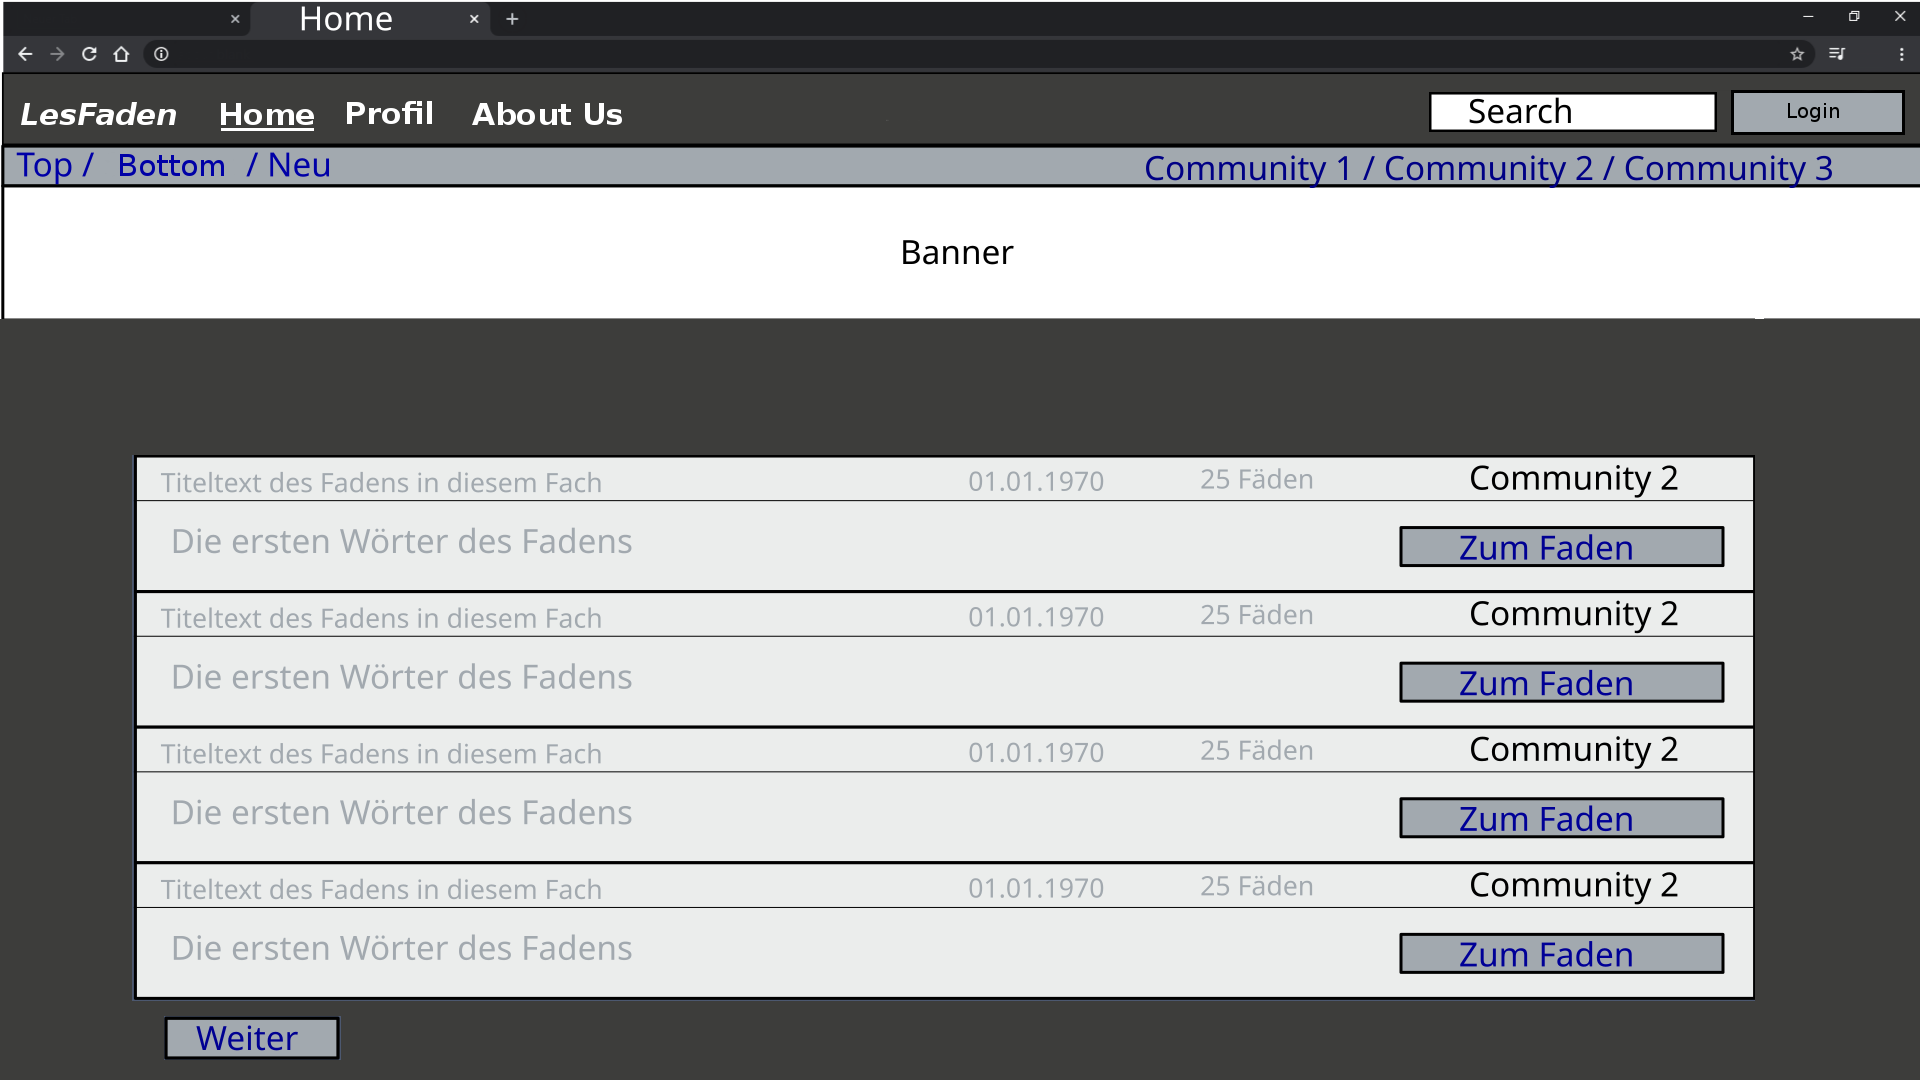 Home
LesFaden Home Profil About Us Search Login
Top / Bottom / Neu Community 1 / Community 2 / Community 3
Banner
Titeltext des Fadens in diesem Fach 01.01.1970 25 Fäden Community 2
Die ersten Wörter des Fadens Zum Faden
Titeltext des Fadens in diesem Fach 01.01.1970 25 Fäden Community 2
Die ersten Wörter des Fadens Zum Faden
Titeltext des Fadens in diesem Fach 01.01.1970 25 Fäden Community 2
Die ersten Wörter des Fadens Zum Faden
Titeltext des Fadens in diesem Fach 01.01.1970 25 Fäden Community 2
Die ersten Wörter des Fadens Zum Faden
Weiter